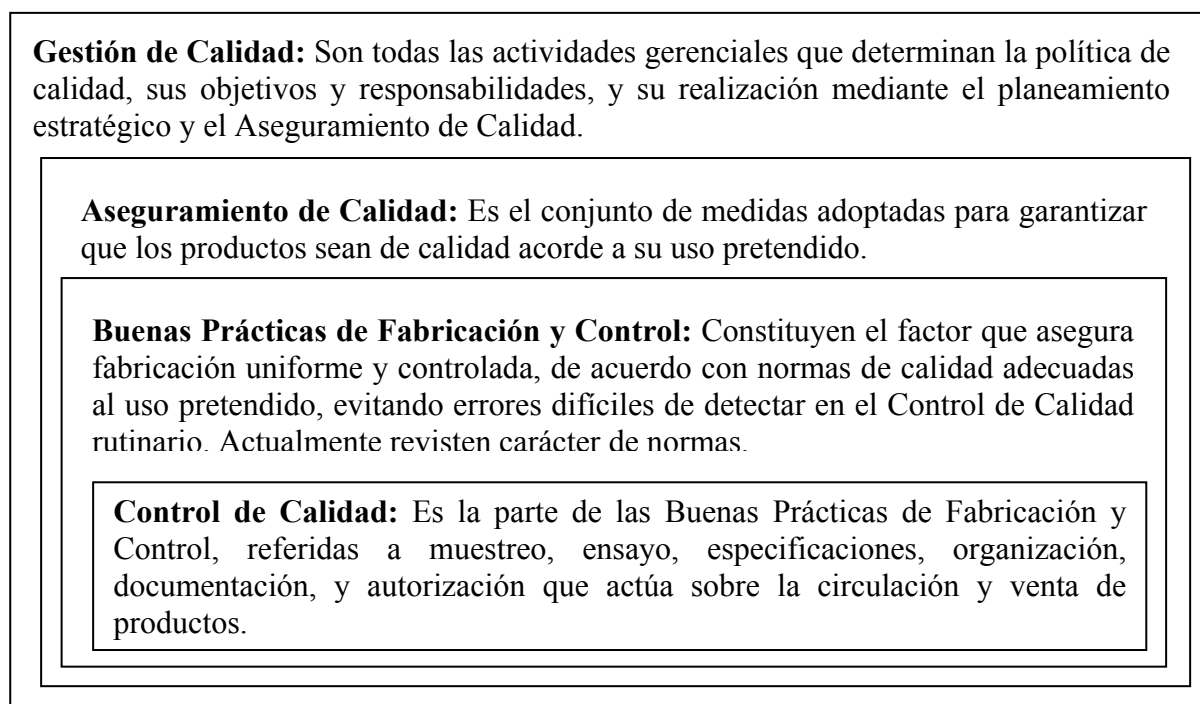 Gestión de Calidad: Son todas las actividades gerenciales que determinan la política de
calidad, sus objetivos y responsabilidades, y su realización mediante el planeamiento
estratégico y el Aseguramiento de Calidad.
Aseguramiento de Calidad: Es el conjunto de medidas adoptadas para garantizar
que los productos sean de calidad acorde a su uso pretendido.
Buenas Prácticas de Fabricación y Control: Constituyen el factor que asegura
fabricación uniforme y controlada, de acuerdo con normas de calidad adecuadas
al uso pretendido, evitando errores difíciles de detectar en el Control de Calidad
rutinario. Actualmente revisten carácter de normas.
Control de Calidad: Es la parte de las Buenas Prácticas de Fabricación y
Control, referidas a muestreo, ensayo, especificaciones, organización,
documentación, y autorización que actúa sobre la circulación y venta de
productos.